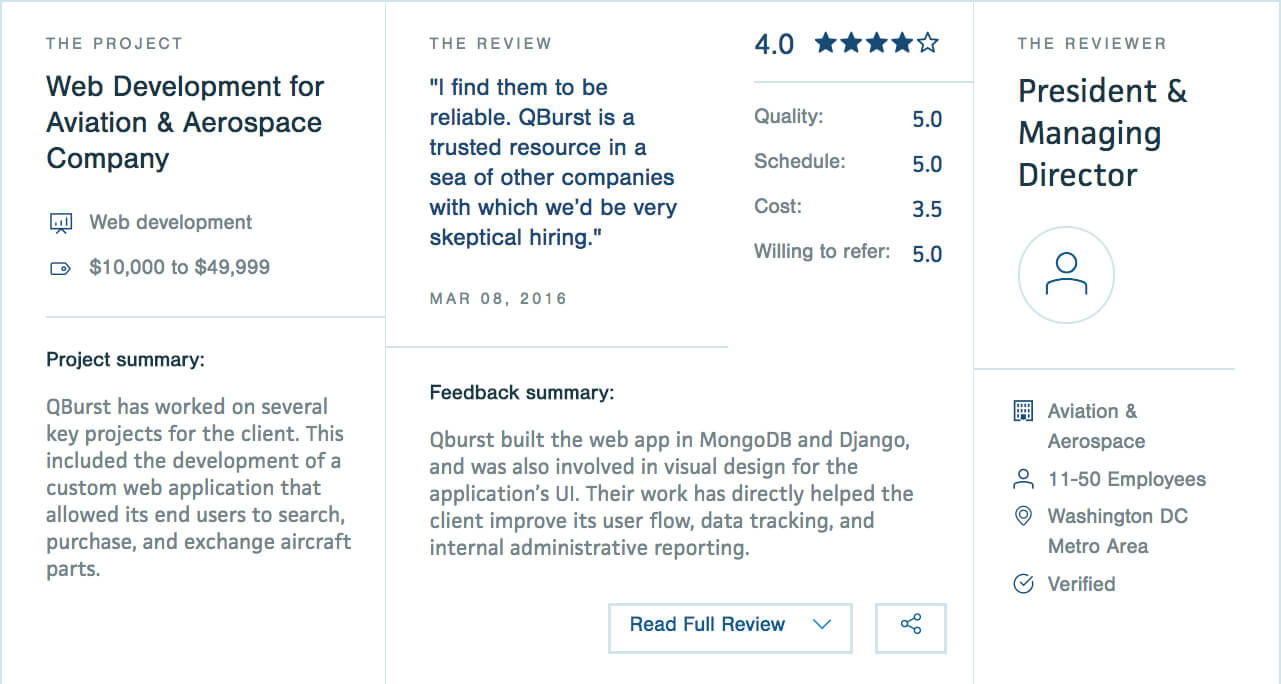 THE PROJECT
Web Development for
Aviation & Aerospace
Company
Web development
$10,000 to $49,999
Project summary:
QBurst has worked on several
key projects for the client. This
included the development of a
custom web application that
allowed its end users to search,
purchase, and exchange aircraft
parts.
THE REVIEW
"I find them to be
reliable. QBurst is a
trusted resource in a
sea of other companies
with which we’d be very
skeptical hiring."
MAR 08, 2016
4.0
Quality: 5.0
Schedule: 5.0
Cost: 3.5
Willing to refer: 5.0
Feedback summary:
Qburst built the web app in MongoDB and Django,
and was also involved in visual design for the
application’s UI. Their work has directly helped the
client improve its user flow, data tracking, and
internal administrative reporting.
Read Full Review
THE REVIEWER
President &
Managing
Director
Aviation &
Aerospace
11-50 Employees
Washington DC
Metro Area
Verified